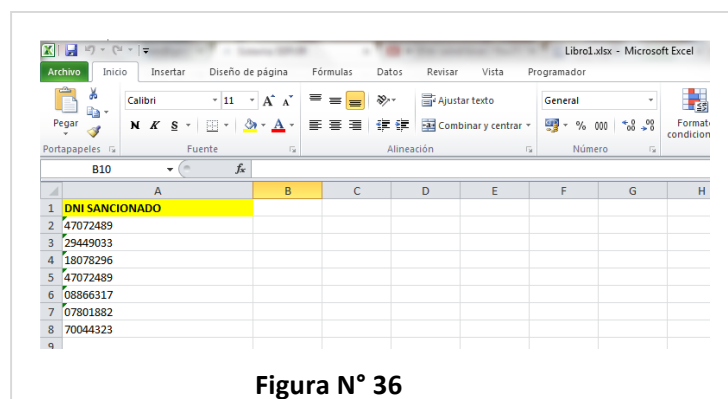 Libro1.xlsx - Microsoft Excel
Archivo Inicio Insertar Diseño de página Fórmulas Datos Revisar Vista Programador
Pegar
Calibri 11 A A Ajustar texto General
N K S A Combinar y centrar % 000 Formato condicion
Portapapeles Fuente Alineación Número
B10 fx
A B C D E F G H
1 DNI SANCIONADO
2 47072489
3 29449033
4 18078296
5 47072489
6 08866317
7 07801882
8 70044323
9
Figura N° 36